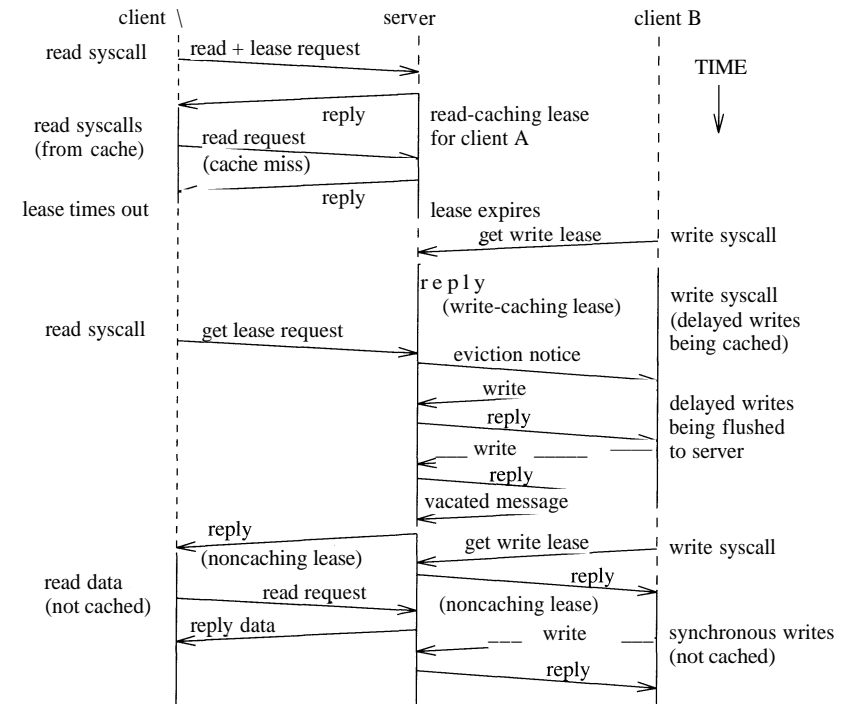 client \ server client B
read syscall read + lease request
TIME
reply read-caching lease
read syscalls for client A
(from cache) read request
(cache miss)
reply
lease times out lease expires
get write lease write syscall
reply
(write-caching lease) write syscall
(delayed writes
being cached)
read syscall get lease request
eviction notice
write delayed writes
reply being flushed
write to server
reply
vacated message
reply
(noncaching lease) get write lease write syscall
reply
read data (noncaching lease)
(not cached) read request
reply data
write synchronous writes
(not cached)
reply